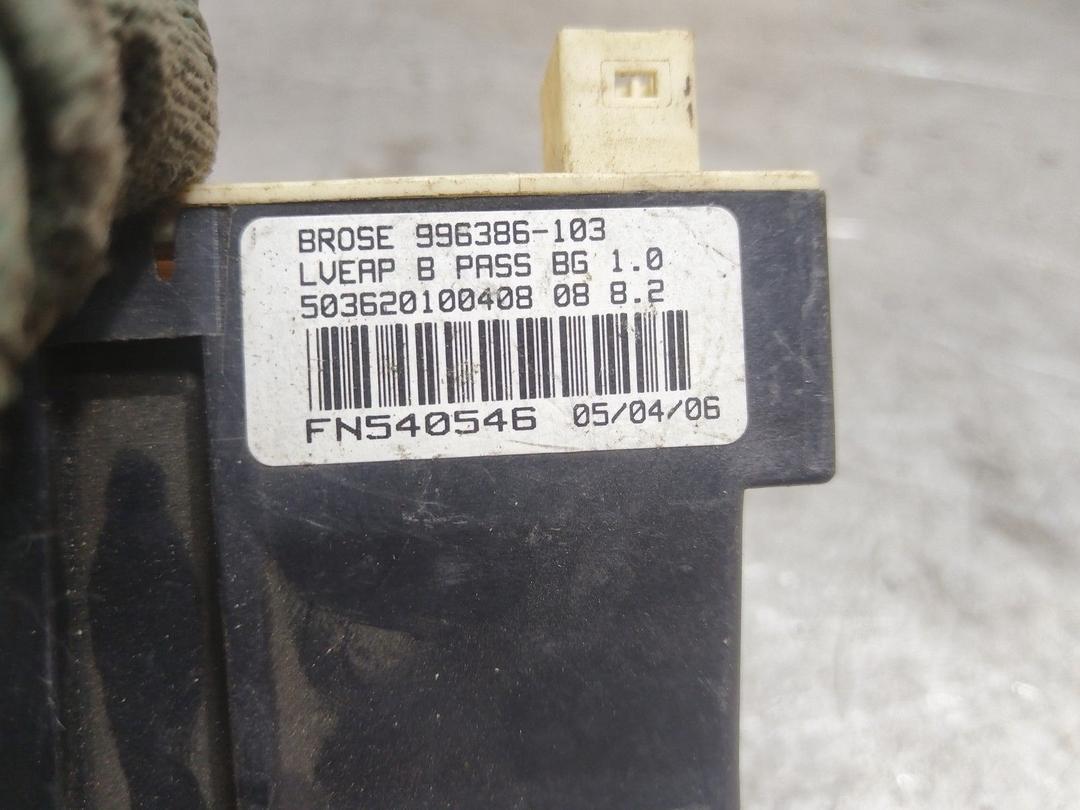 BROSE 996386-103
LVEAP B PASS BG 1.0
503620100408 08 8.2
FN540546 05/04/06